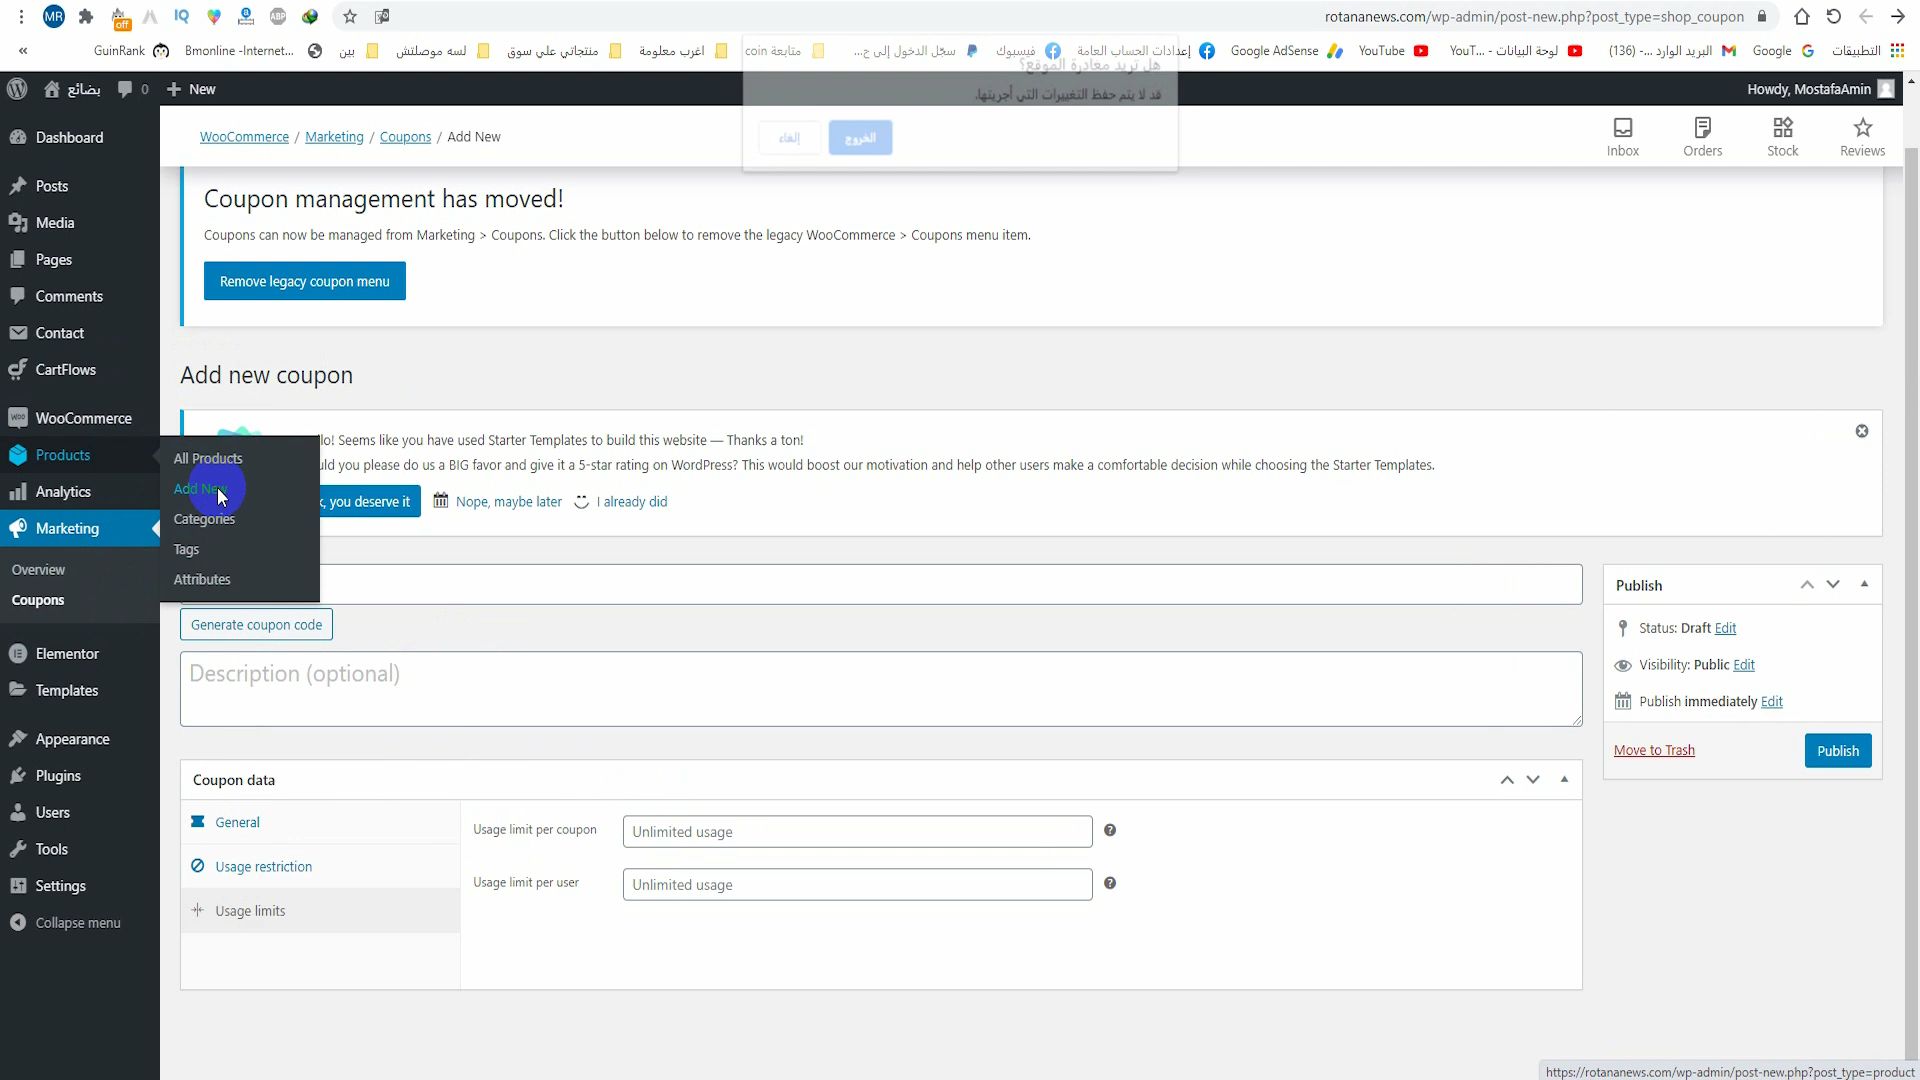 MR
off
IQ
ABP
rotananews.com/wp-admin/post-new.php?post_type=shop_coupon
«
GuinRank
Bmonline -Internet...
بين
لسه موصلتش
منتجاتي على سوق
اغرب معلومة
متابعة coin
سجّل الدخول إلى ح...
فيسبوك
إعدادات الحساب العامة
Google AdSense
YouTube
لوحة البيانات - ...YouT
البريد الوارد ...- (136)
Google
التطبيقات
هل تريد مغادرة الموقع؟
قد لا يتم حفظ التغييرات التي أجريتها.
الخروج
إلغاء
بضائع
0
New
Howdy, MostafaAmin
WooCommerce / Marketing / Coupons / Add New
Inbox
Orders
Stock
Reviews
Dashboard
Posts
Media
Pages
Comments
Contact
CartFlows
WooCommerce
Products
Analytics
Marketing
Overview
Coupons
Elementor
Templates
Appearance
Plugins
Users
Tools
Settings
Collapse menu
All Products
Add New
Categories
Tags
Attributes
Coupon management has moved!
Coupons can now be managed from Marketing > Coupons. Click the button below to remove the legacy WooCommerce > Coupons menu item.
Remove legacy coupon menu
Add new coupon
lo! Seems like you have used Starter Templates to build this website — Thanks a ton!
ld you please do us a BIG favor and give it a 5-star rating on WordPress? This would boost our motivation and help other users make a comfortable decision while choosing the Starter Templates.
, you deserve it
Nope, maybe later
I already did
Generate coupon code
Description (optional)
Coupon data
General
Usage restriction
Usage limits
Usage limit per coupon
Unlimited usage
Usage limit per user
Unlimited usage
Publish
Status: Draft Edit
Visibility: Public Edit
Publish immediately Edit
Move to Trash
Publish
https://rotananews.com/wp-admin/post-new.php?post_type=product